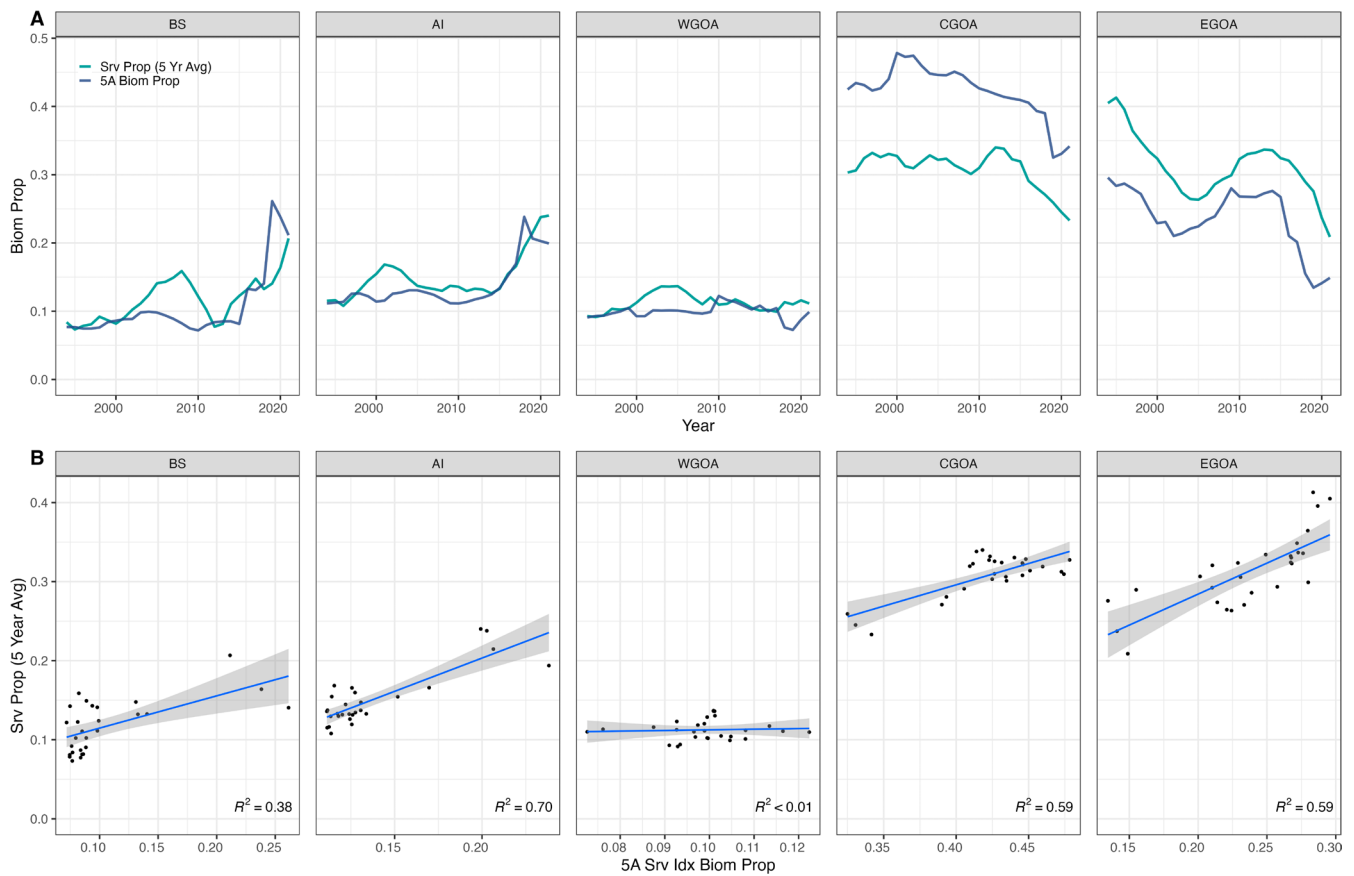 A
BS AI WGOA CGOA EGOA
0.5
Srv Prop (5 Yr Avg)
5A Biom Prop
0.4
0.3
0.2
0.1
0.0
Biom Prop
2000 2010 2020 2000 2010 2020 2000 2010 2020 2000 2010 2020 2000 2010 2020
Year
B
BS AI WGOA CGOA EGOA
0.4
0.3
0.2
0.1
0.0
Srv Prop (5 Year Avg)
R² = 0.38 R² = 0.70 R² < 0.01 R² = 0.59 R² = 0.59
0.10 0.15 0.20 0.25 0.15 0.20 0.08 0.09 0.10 0.11 0.12 0.35 0.40 0.45 0.15 0.20 0.25 0.30
5A Srv Idx Biom Prop